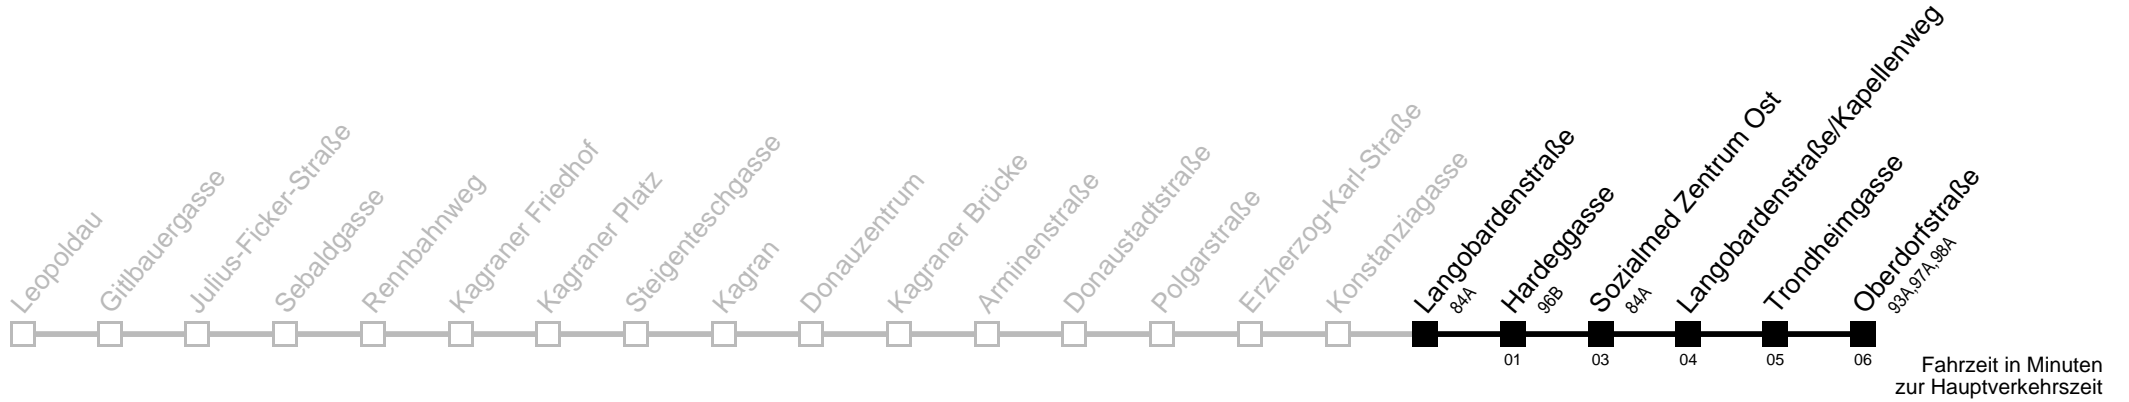 Leopoldau
Gitlbauergasse
Julius-Ficker-Straße
Sebaldgasse
Rennbahnweg
Kagraner Friedhof
Kagraner Platz
Steigenteschgasse
Kagran
Donauzentrum
Kagraner Brücke
Arminenstraße
Donaustadtstraße
Polgarstraße
Erzherzog-Karl-Straße
Konstanziagasse
Langobardenstraße
84A
Hardeggasse
96B
Sozialmed Zentrum Ost
84A
Langobardenstraße/Kapellenweg
Trondheimgasse
Oberdorfstraße
93A,97A,98A
01
03
04
05
06
Fahrzeit in Minuten
zur Hauptverkehrszeit